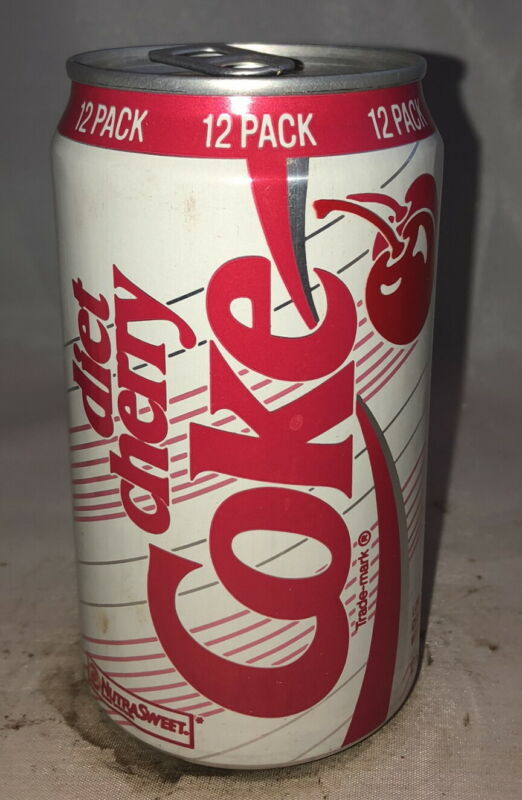 12 PACK 12 PACK 12 PACK
diet
cherry
Coke
Trade-mark ®
NUTRASWEET®*